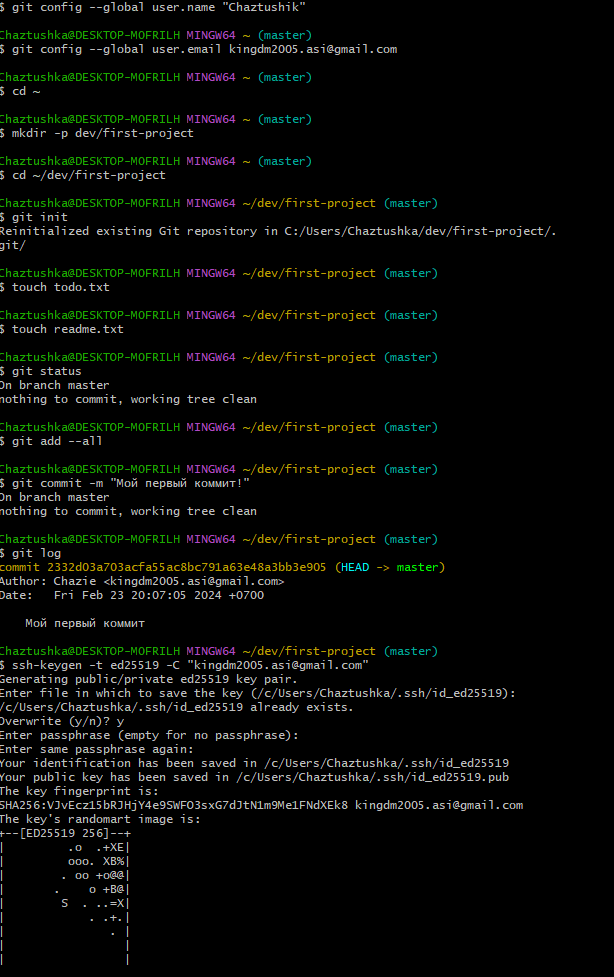 $ git config --global user.name "Chaztushik"
Chaztushka@DESKTOP-MOFRILH MINGW64 ~ (master)
$ git config --global user.email kingdm2005.asi@gmail.com
Chaztushka@DESKTOP-MOFRILH MINGW64 ~ (master)
$ cd ~
Chaztushka@DESKTOP-MOFRILH MINGW64 ~ (master)
$ mkdir -p dev/first-project
Chaztushka@DESKTOP-MOFRILH MINGW64 ~ (master)
$ cd ~/dev/first-project
Chaztushka@DESKTOP-MOFRILH MINGW64 ~/dev/first-project (master)
$ git init
Reinitialized existing Git repository in C:/Users/Chaztushka/dev/first-project/.
git/
Chaztushka@DESKTOP-MOFRILH MINGW64 ~/dev/first-project (master)
$ touch todo.txt
Chaztushka@DESKTOP-MOFRILH MINGW64 ~/dev/first-project (master)
$ touch readme.txt
Chaztushka@DESKTOP-MOFRILH MINGW64 ~/dev/first-project (master)
$ git status
On branch master
nothing to commit, working tree clean
Chaztushka@DESKTOP-MOFRILH MINGW64 ~/dev/first-project (master)
$ git add --all
Chaztushka@DESKTOP-MOFRILH MINGW64 ~/dev/first-project (master)
$ git commit -m "Мой первый коммит!"
On branch master
nothing to commit, working tree clean
Chaztushka@DESKTOP-MOFRILH MINGW64 ~/dev/first-project (master)
$ git log
commit 2332d03a703acfa55ac8bc791a63e48a3bb3e905 (HEAD -> master)
Author: Chazie <kingdm2005.asi@gmail.com>
Date:   Fri Feb 23 20:07:05 2024 +0700
    Мой первый коммит
Chaztushka@DESKTOP-MOFRILH MINGW64 ~/dev/first-project (master)
$ ssh-keygen -t ed25519 -C "kingdm2005.asi@gmail.com"
Generating public/private ed25519 key pair.
Enter file in which to save the key (/c/Users/Chaztushka/.ssh/id_ed25519):
/c/Users/Chaztushka/.ssh/id_ed25519 already exists.
Overwrite (y/n)? y
Enter passphrase (empty for no passphrase):
Enter same passphrase again:
Your identification has been saved in /c/Users/Chaztushka/.ssh/id_ed25519
Your public key has been saved in /c/Users/Chaztushka/.ssh/id_ed25519.pub
The key fingerprint is:
SHA256:VJvEcz15bRJHjY4e9SWFO3sxG7dJtN1m9Me1FNdXEk8 kingdm2005.asi@gmail.com
The key's randomart image is:
+--[ED25519 256]--+
|         .o  .+XE|
|         ooo. XB%|
|        . oo +o@@|
|       .    o +B@|
|        S  . ..=X|
|            . .+.|
|               . |
|                 |
|                 |